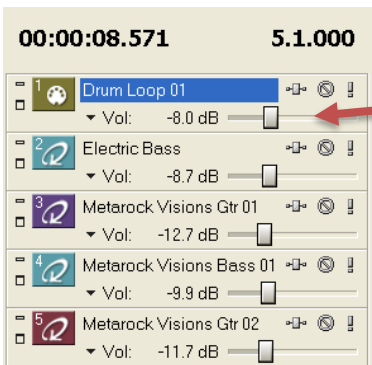 00:00:08.571 5.1.000
1 Drum Loop 01
Vol: -8.0 dB
2 Electric Bass
Vol: -8.7 dB
3 Metarock Visions Gtr 01
Vol: -12.7 dB
4 Metarock Visions Bass 01
Vol: -9.9 dB
5 Metarock Visions Gtr 02
Vol: -11.7 dB